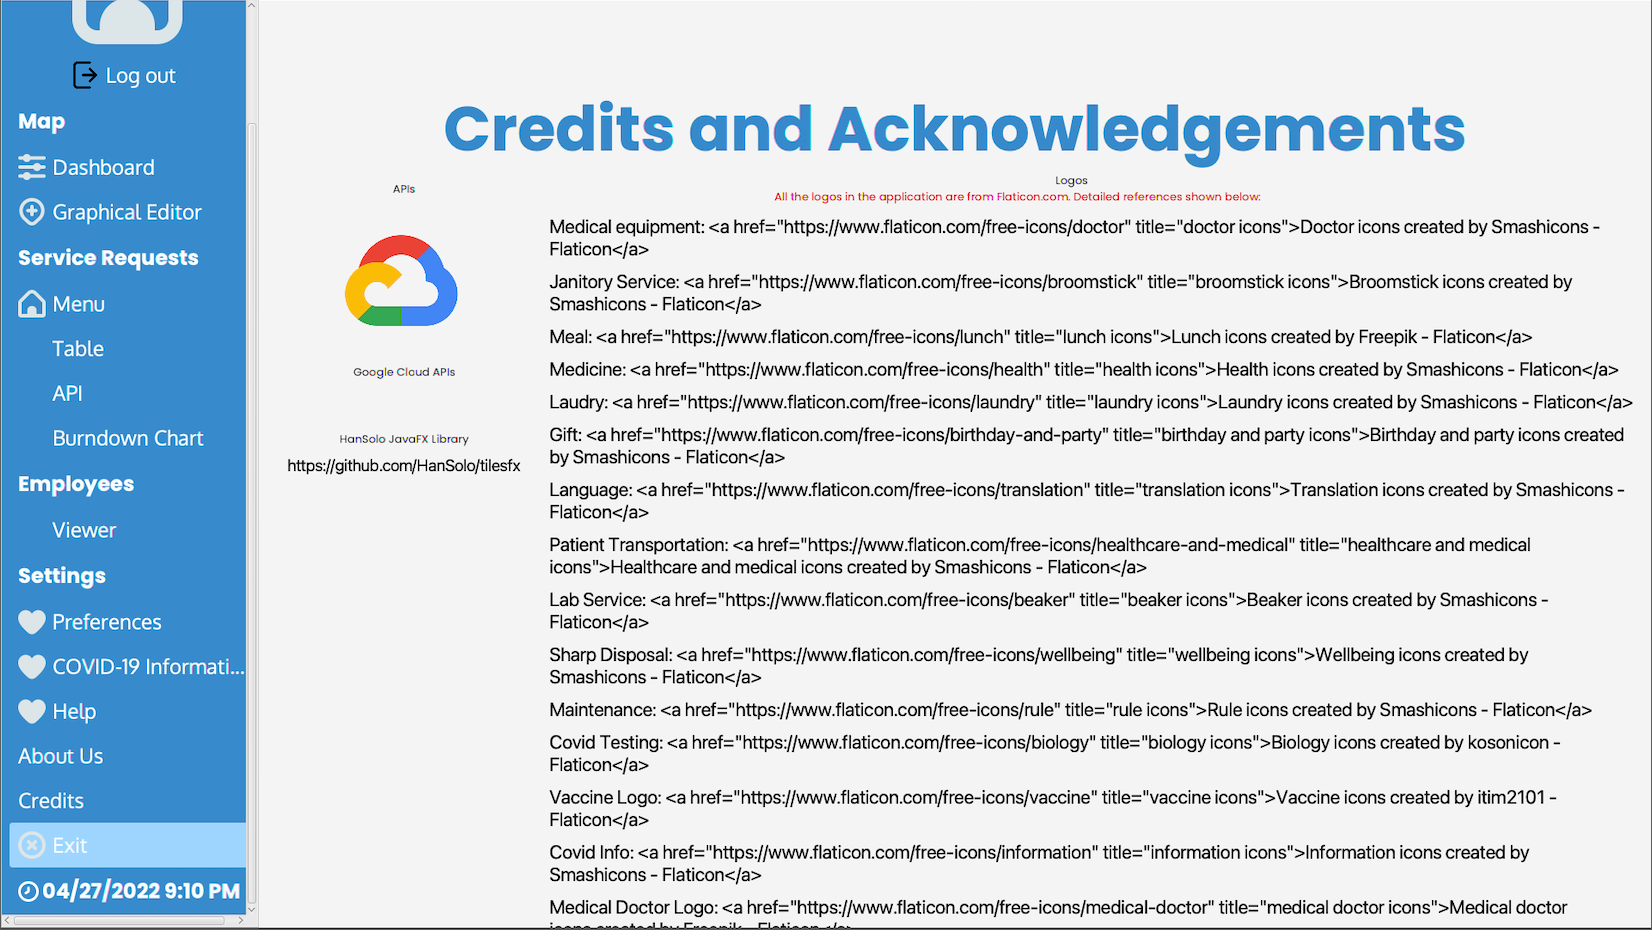 Log out
Map
Dashboard
Graphical Editor
Service Requests
Menu
Table
API
Burndown Chart
Employees
Viewer
Settings
Preferences
COVID-19 Informati...
Help
About Us
Credits
Exit
04/27/2022 9:10 PM
Credits and Acknowledgements
APIs
Google Cloud APIs
HanSolo JavaFX Library
https://github.com/HanSolo/tilesfx
Logos
All the logos in the application are from Flaticon.com. Detailed references shown below:
Medical equipment: <a href="https://www.flaticon.com/free-icons/doctor" title="doctor icons">Doctor icons created by Smashicons -
Flaticon</a>
Janitory Service: <a href="https://www.flaticon.com/free-icons/broomstick" title="broomstick icons">Broomstick icons created by
Smashicons - Flaticon</a>
Meal: <a href="https://www.flaticon.com/free-icons/lunch" title="lunch icons">Lunch icons created by Freepik - Flaticon</a>
Medicine: <a href="https://www.flaticon.com/free-icons/health" title="health icons">Health icons created by Smashicons - Flaticon</a>
Laudry: <a href="https://www.flaticon.com/free-icons/laundry" title="laundry icons">Laundry icons created by Smashicons - Flaticon</a>
Gift: <a href="https://www.flaticon.com/free-icons/birthday-and-party" title="birthday and party icons">Birthday and party icons created
by Smashicons - Flaticon</a>
Language: <a href="https://www.flaticon.com/free-icons/translation" title="translation icons">Translation icons created by Smashicons -
Flaticon</a>
Patient Transportation: <a href="https://www.flaticon.com/free-icons/healthcare-and-medical" title="healthcare and medical
icons">Healthcare and medical icons created by Smashicons - Flaticon</a>
Lab Service: <a href="https://www.flaticon.com/free-icons/beaker" title="beaker icons">Beaker icons created by Smashicons -
Flaticon</a>
Sharp Disposal: <a href="https://www.flaticon.com/free-icons/wellbeing" title="wellbeing icons">Wellbeing icons created by
Smashicons - Flaticon</a>
Maintenance: <a href="https://www.flaticon.com/free-icons/rule" title="rule icons">Rule icons created by Smashicons - Flaticon</a>
Covid Testing: <a href="https://www.flaticon.com/free-icons/biology" title="biology icons">Biology icons created by kosonicon -
Flaticon</a>
Vaccine Logo: <a href="https://www.flaticon.com/free-icons/vaccine" title="vaccine icons">Vaccine icons created by itim2101 -
Flaticon</a>
Covid Info: <a href="https://www.flaticon.com/free-icons/information" title="information icons">Information icons created by
Smashicons - Flaticon</a>
Medical Doctor Logo: <a href="https://www.flaticon.com/free-icons/medical-doctor" title="medical doctor icons">Medical doctor
icons created by Freepik - Flaticon </a>